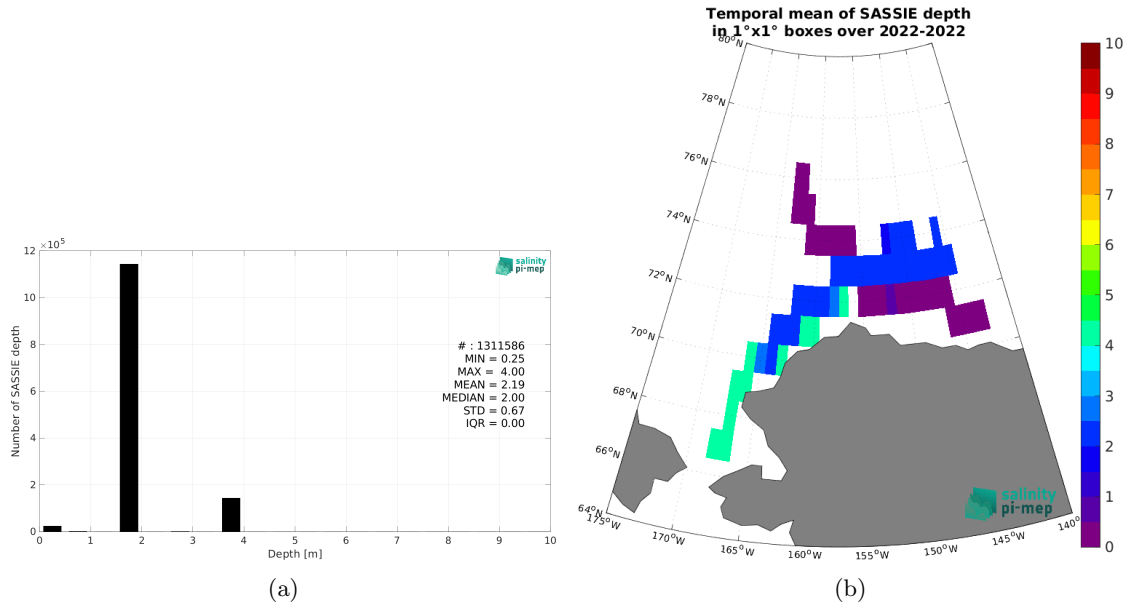 ×10⁵
12
10
8
6
4
2
0
Number of SASSIE depth
0 1 2 3 4 5 6 7 8 9 10
Depth [m]
salinity
pi-mep
# : 1311586
MIN = 0.25
MAX = 4.00
MEAN = 2.19
MEDIAN = 2.00
STD = 0.67
IQR = 0.00
(a)
Temporal mean of SASSIE depth
in 1°x1° boxes over 2022-2022
80°N
78°N
76°N
74°N
72°N
70°N
68°N
66°N
64°N
175°W
170°W
165°W
160°W
155°W
150°W
145°W
140°
salinity
pi-mep
10
9
8
7
6
5
4
3
2
1
0
(b)